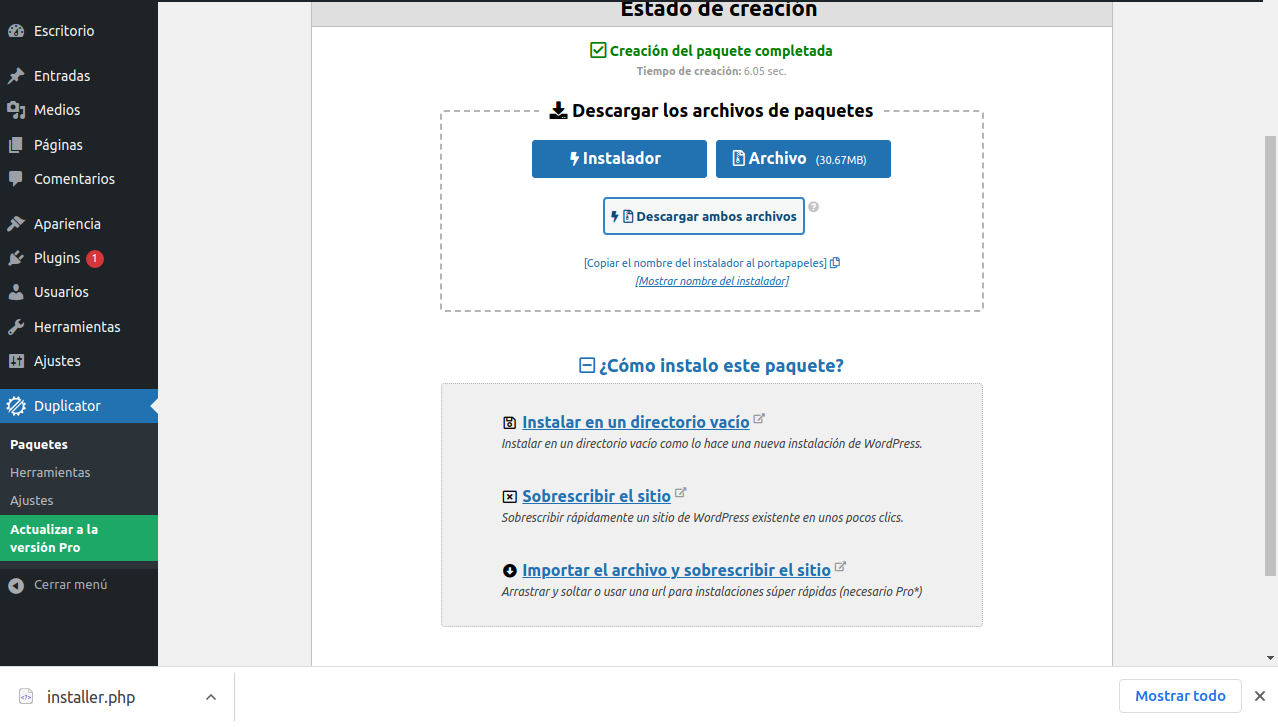 Estado de creación
Creación del paquete completada
Tiempo de creación: 6.05 sec.
Descargar los archivos de paquetes
Instalador
Archivo (30.67MB)
Descargar ambos archivos
[Copiar el nombre del instalador al portapapeles]
[Mostrar nombre del instalador]
¿Cómo instalo este paquete?
Instalar en un directorio vacío
Instalar en un directorio vacío como lo hace una nueva instalación de WordPress.
Sobrescribir el sitio
Sobrescribir rápidamente un sitio de WordPress existente en unos pocos clics.
Importar el archivo y sobrescribir el sitio
Arrastrar y soltar o usar una url para instalaciones súper rápidas (necesario Pro*)
Escritorio
Entradas
Medios
Páginas
Comentarios
Apariencia
Plugins 1
Usuarios
Herramientas
Ajustes
Duplicator
Paquetes
Herramientas
Ajustes
Actualizar a la
versión Pro
Cerrar menú
installer.php
Mostrar todo